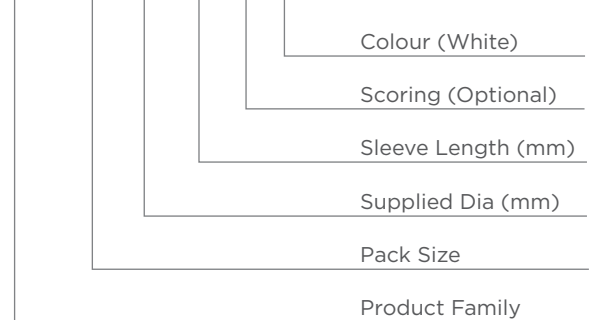 Colour (White)
Scoring (Optional)
Sleeve Length (mm)
Supplied Dia (mm)
Pack Size
Product Family